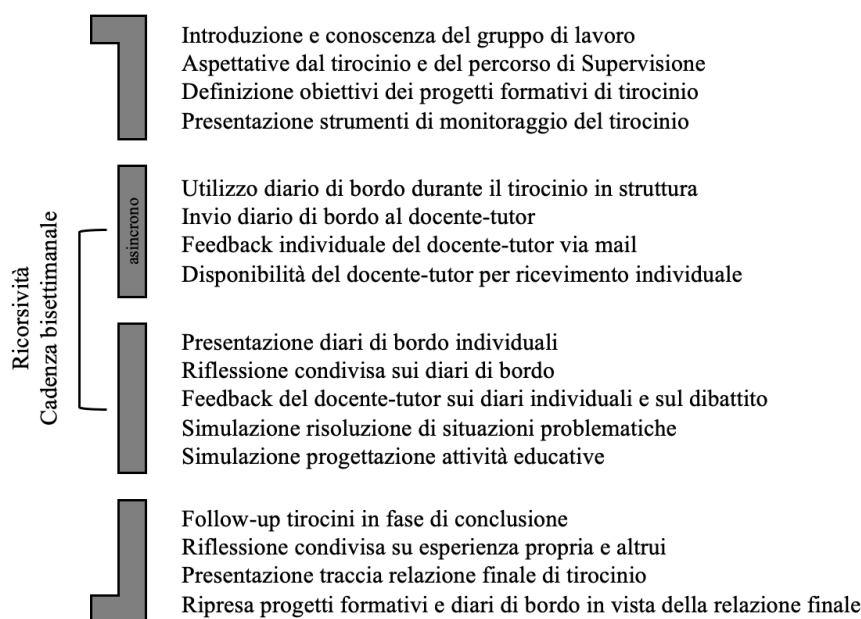 Introduzione e conoscenza del gruppo di lavoro
Aspettative dal tirocinio e del percorso di Supervisione
Definizione obiettivi dei progetti formativi di tirocinio
Presentazione strumenti di monitoraggio del tirocinio
Ricorsività
Cadenza bisettimanale
asincrono
Utilizzo diario di bordo durante il tirocinio in struttura
Invio diario di bordo al docente-tutor
Feedback individuale del docente-tutor via mail
Disponibilità del docente-tutor per ricevimento individuale
Presentazione diari di bordo individuali
Riflessione condivisa sui diari di bordo
Feedback del docente-tutor sui diari individuali e sul dibattito
Simulazione risoluzione di situazioni problematiche
Simulazione progettazione attività educative
Follow-up tirocini in fase di conclusione
Riflessione condivisa su esperienza propria e altrui
Presentazione traccia relazione finale di tirocinio
Ripresa progetti formativi e diari di bordo in vista della relazione finale